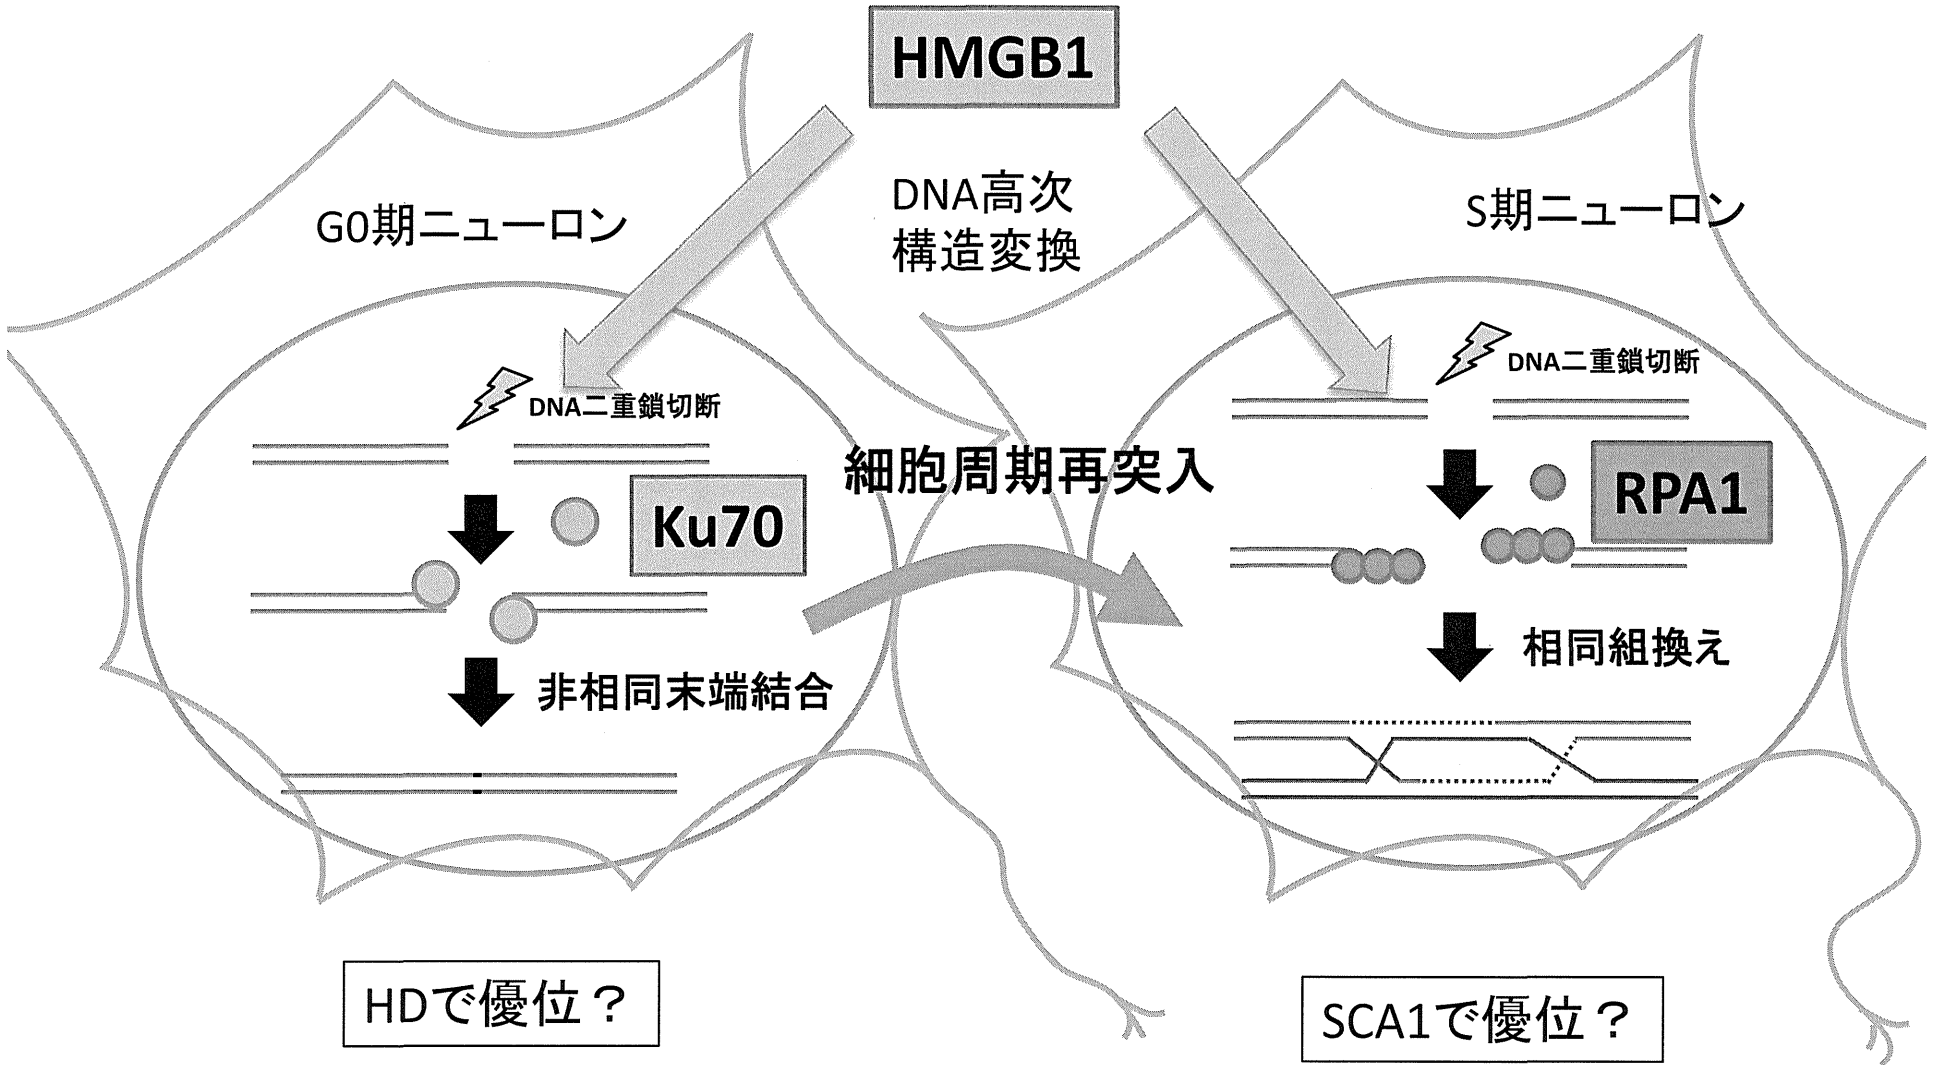 HMGB1
DNA高次
構造変換
G0期ニューロン
S期ニューロン
DNA二重鎖切断
DNA二重鎖切断
細胞周期再突入
Ku70
RPA1
非相同末端結合
相同組換え
HDで優位？
SCA1で優位？